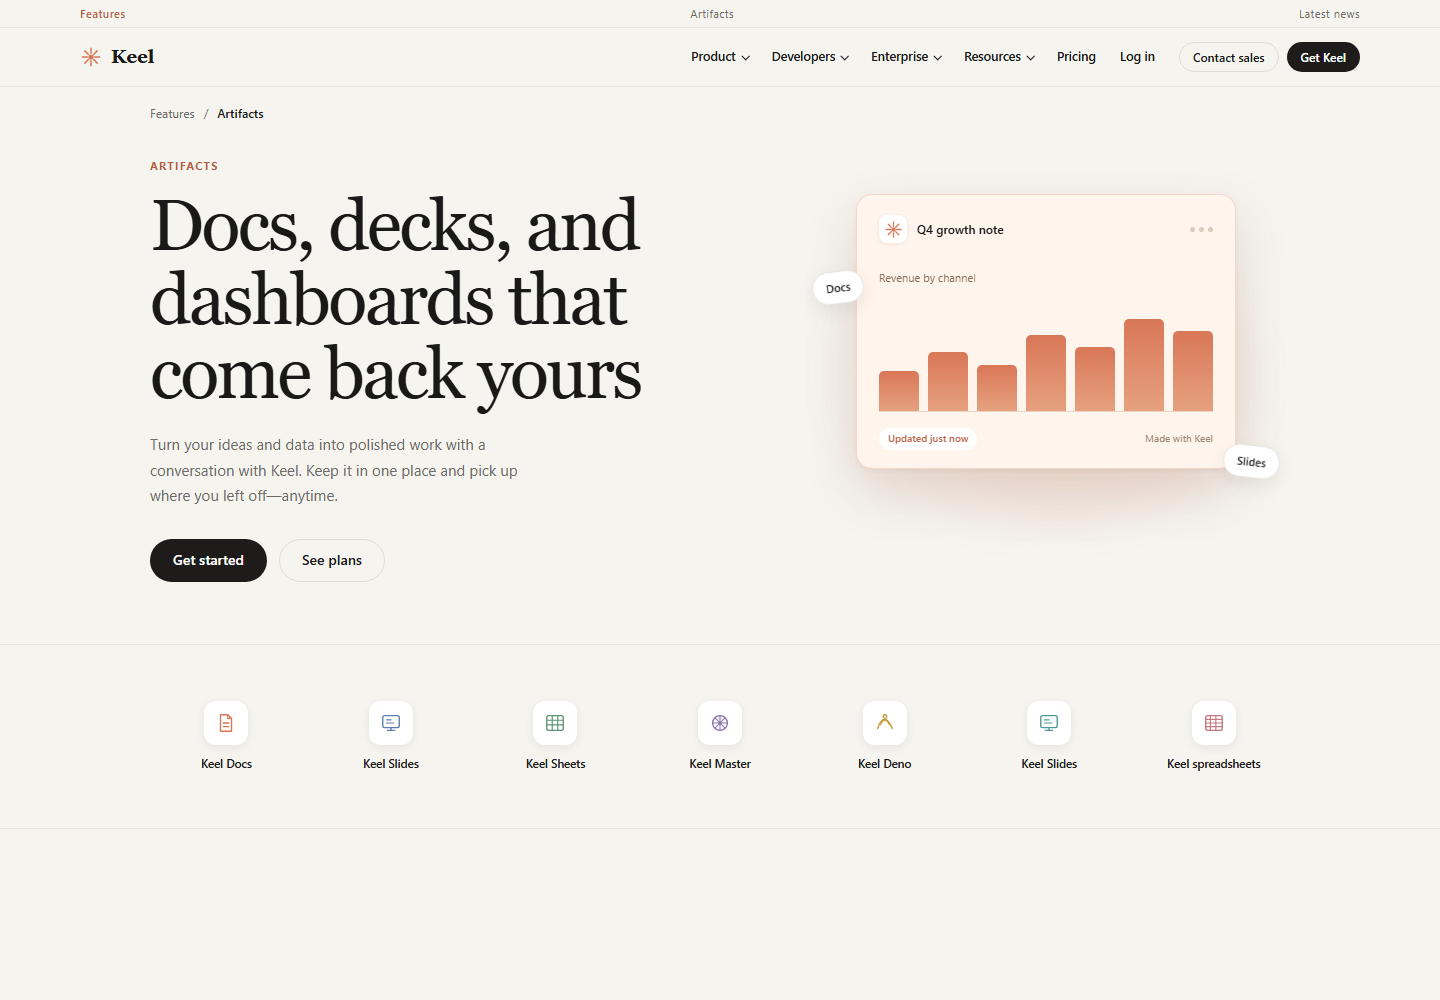 Features
Artifacts
Latest news
Keel
Product
Developers
Enterprise
Resources
Pricing
Log in
Contact sales
Get Keel
Features / Artifacts
ARTIFACTS
Docs, decks, and
dashboards that
come back yours
Turn your ideas and data into polished work with a
conversation with Keel. Keep it in one place and pick up
where you left off—anytime.
Get started
See plans
Q4 growth note
Revenue by channel
Docs
Updated just now
Made with Keel
Slides
Keel Docs
Keel Slides
Keel Sheets
Keel Master
Keel Deno
Keel Slides
Keel spreadsheets